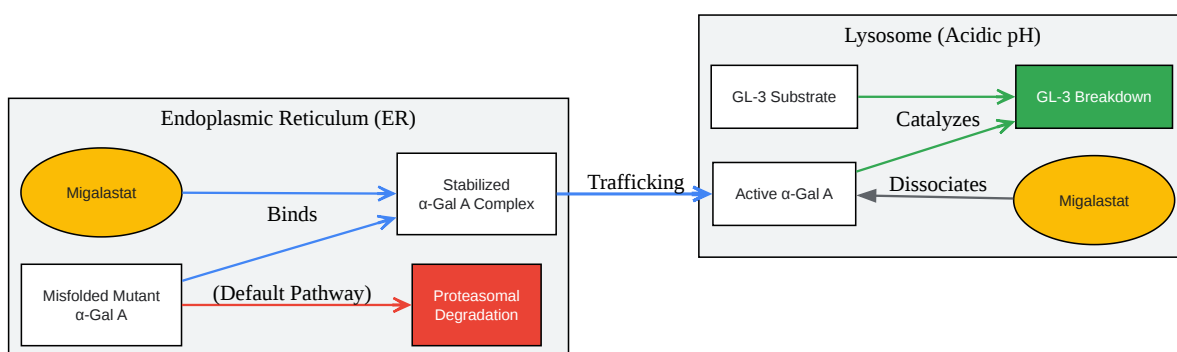 Endoplasmic Reticulum (ER)
Migalastat
Binds
Stabilized
α-Gal A Complex
Misfolded Mutant
α-Gal A
(Default Pathway)
Proteasomal
Degradation
Trafficking
Lysosome (Acidic pH)
GL-3 Substrate
GL-3 Breakdown
Catalyzes
Active α-Gal A
Dissociates
Migalastat